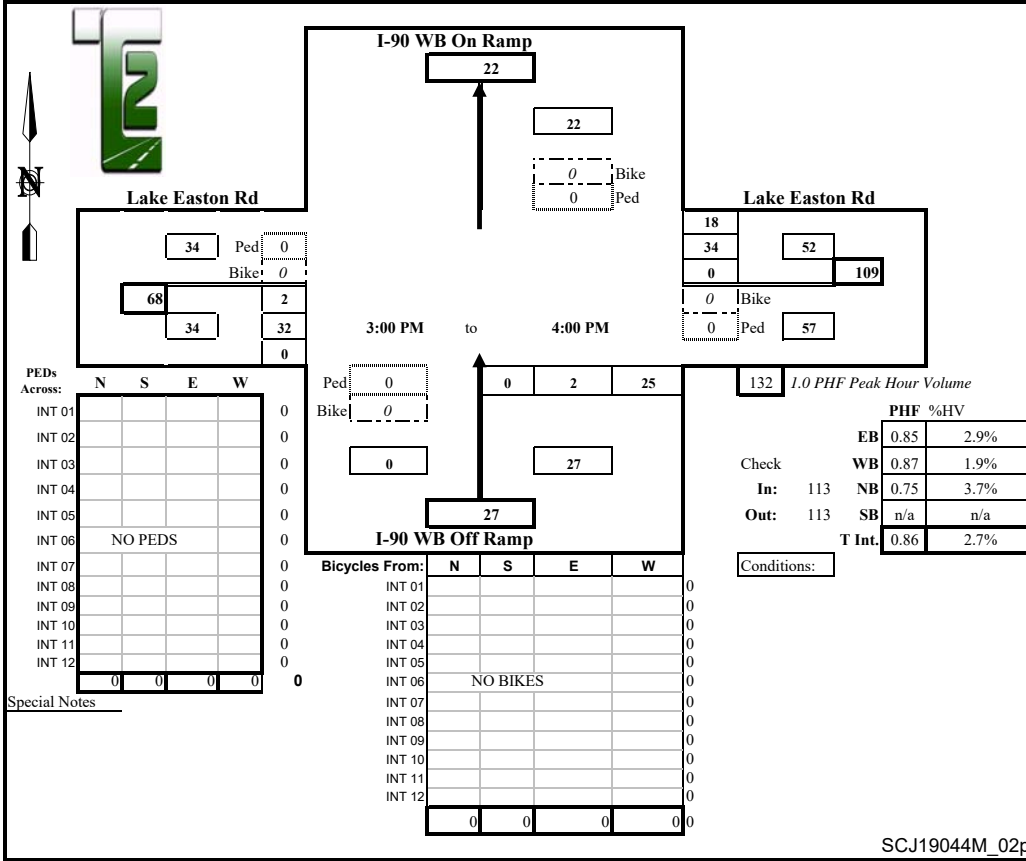 T2
I-90 WB On Ramp
22
22
0 Bike
0 Ped
N
Lake Easton Rd
Lake Easton Rd
34 Ped 0
Bike 0
68 2
34 32
0
18
34 52
0 109
0 Bike
0 Ped 57
3:00 PM to 4:00 PM
Ped 0
Bike 0
0 2 25
0 27
27
I-90 WB Off Ramp
132 1.0 PHF Peak Hour Volume
PHF %HV
EB 0.85 2.9%
Check WB 0.87 1.9%
In: 113 NB 0.75 3.7%
Out: 113 SB n/a n/a
T Int. 0.86 2.7%
Conditions:
PEDs
Across: N S E W
INT 01 0
INT 02 0
INT 03 0
INT 04 0
INT 05 0
INT 06 NO PEDS 0
INT 07 0
INT 08 0
INT 09 0
INT 10 0
INT 11 0
INT 12 0
0 0 0 0 0
Special Notes
Bicycles From: N S E W
INT 01 0
INT 02 0
INT 03 0
INT 04 0
INT 05 0
INT 06 NO BIKES 0
INT 07 0
INT 08 0
INT 09 0
INT 10 0
INT 11 0
INT 12 0
0 0 0 0 0
SCJ19044M_02p